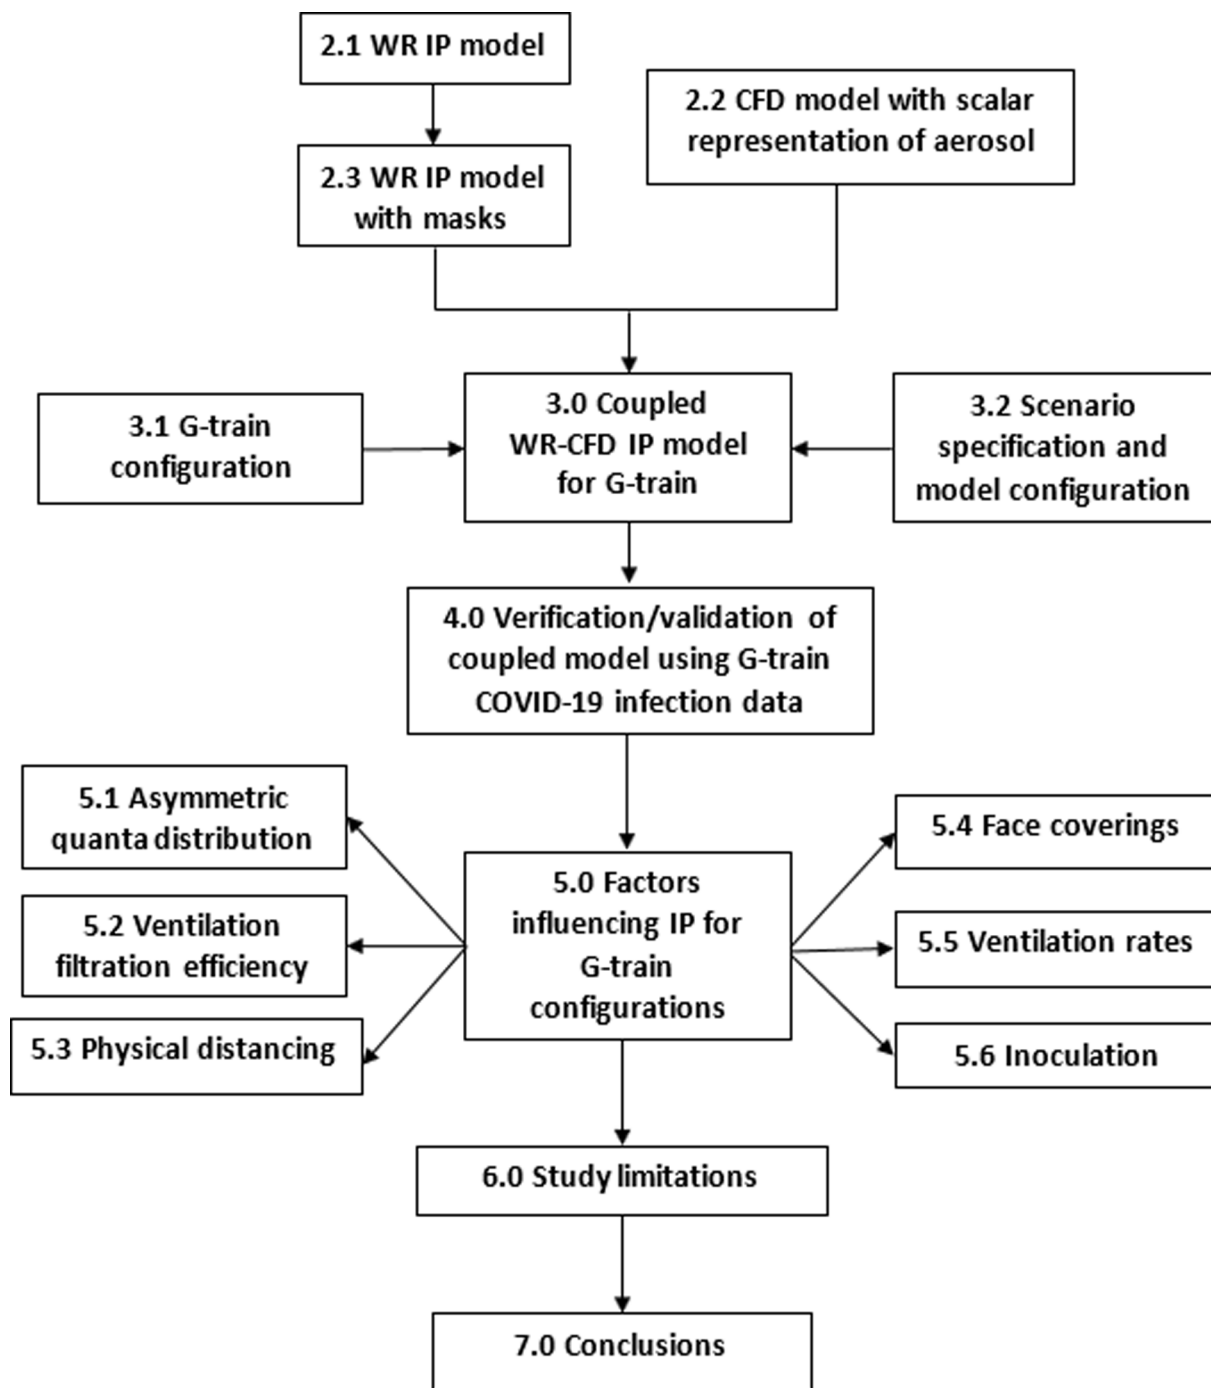 2.1 WR IP model
2.2 CFD model with scalar
representation of aerosol
2.3 WR IP model
with masks
3.1 G-train
configuration
3.0 Coupled
WR-CFD IP model
for G-train
3.2 Scenario
specification and
model configuration
4.0 Verification/validation of
coupled model using G-train
COVID-19 infection data
5.1 Asymmetric
quanta distribution
5.2 Ventilation
filtration efficiency
5.3 Physical distancing
5.0 Factors
influencing IP for
G-train
configurations
5.4 Face coverings
5.5 Ventilation rates
5.6 Inoculation
6.0 Study limitations
7.0 Conclusions